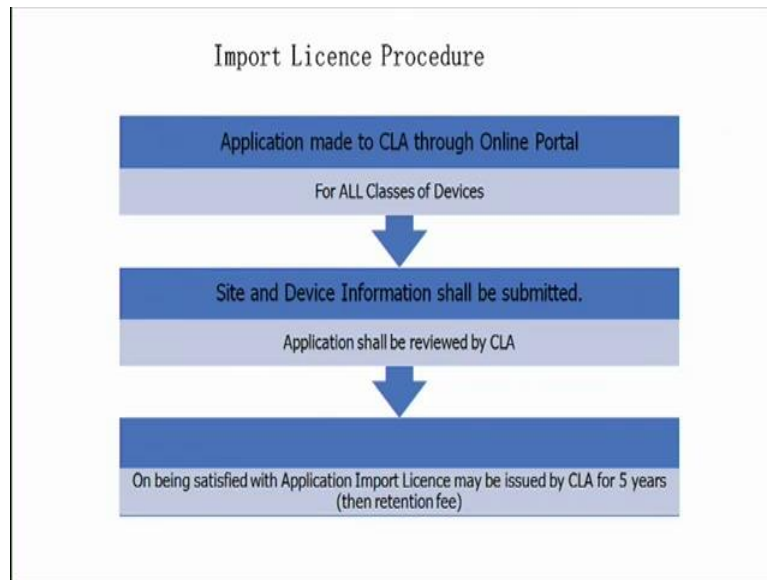 Import Licence Procedure
Application made to CLA through Online Portal
For ALL Classes of Devices
Site and Device Information shall be submitted.
Application shall be reviewed by CLA
On being satisfied with Application Import Licence may be issued by CLA for 5 years
(then retention fee)